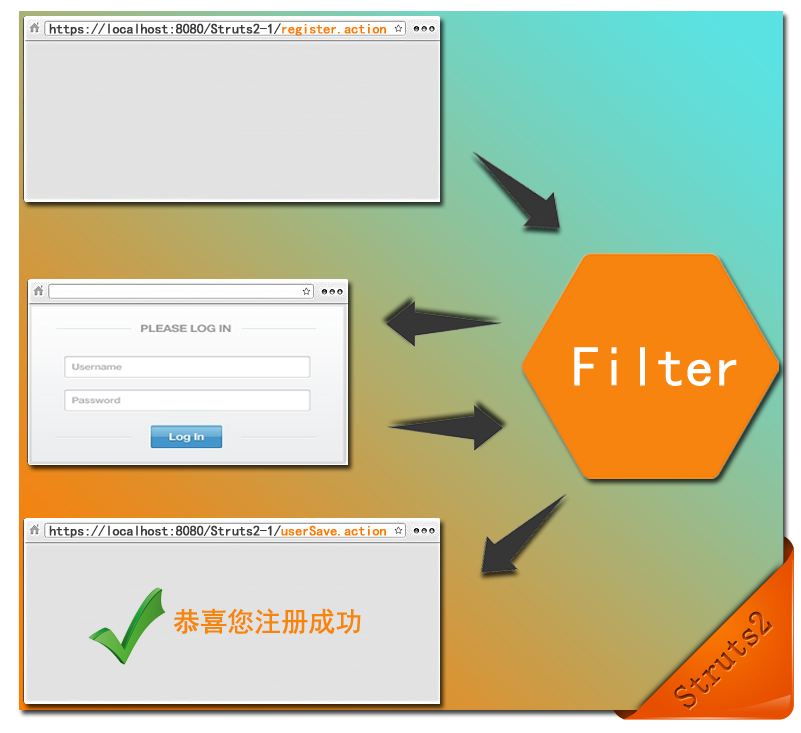 https://localhost:8080/Struts2-1/register.action
Filter
PLEASE LOG IN
Username
Password
Log In
https://localhost:8080/Struts2-1/userSave.action
恭喜您注册成功
Struts2